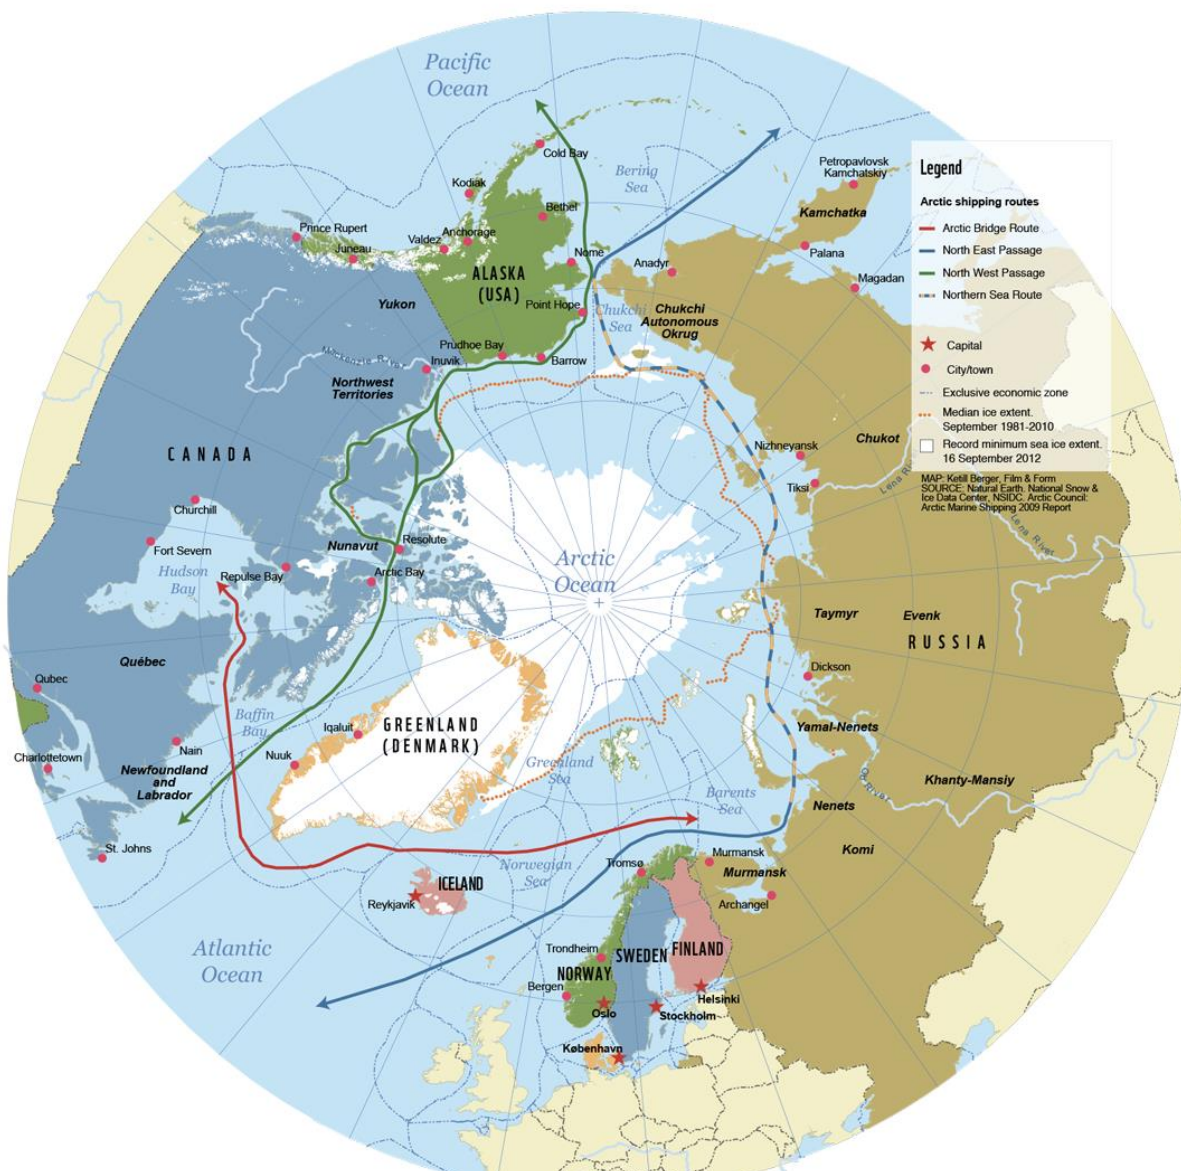 Pacific
Ocean
Cold Bay
Bering
Sea
Petropavlovsk
Kamchatskiy
Kamchatka
Kodiak
Bethel
Prince Rupert
Juneau
Valdez
Anchorage
Nome
Anadyr
Palana
Magadan
ALASKA
(USA)
Yukon
Point Hope
Chukchi
Sea
Chukchi
Autonomous
Okrug
Mackenzie River
Prudhoe Bay
Barrow
Inuvik
Northwest
Territories
Legend
Arctic shipping routes
Arctic Bridge Route
North East Passage
North West Passage
Northern Sea Route
Capital
City/town
Exclusive economic zone
Median ice extent.
September 1981-2010
Record minimum sea ice extent.
16 September 2012
MAP: Ketill Berger, Film & Form
SOURCE: Natural Earth. National Snow &
Ice Data Center, NSIDC. Arctic Council:
Arctic Marine Shipping 2009 Report
CANADA
Nizhneyansk
Chukot
Tiksi
Lena River
Lena River
Churchill
Fort Severn
Hudson
Bay
Repulse Bay
Nunavut
Resolute
Arctic Bay
Arctic
Ocean
Taymyr
Evenk
RUSSIA
Québec
Qubec
Dickson
Baffin
Bay
Iqaluit
GREENLAND
(DENMARK)
Yamal-Nenets
Nain
Nuuk
Charlottetown
Newfoundland
and
Labrador
Greenland
Sea
Barents
Sea
Ob River
Khanty-Mansiy
Nenets
Komi
St. Johns
Norwegian
Sea
Tromsø
Murmansk
Murmansk
Archangel
ICELAND
Reykjavik
Atlantic
Ocean
Trondheim
NORWAY
SWEDEN
FINLAND
Bergen
Oslo
Helsinki
Stockholm
København